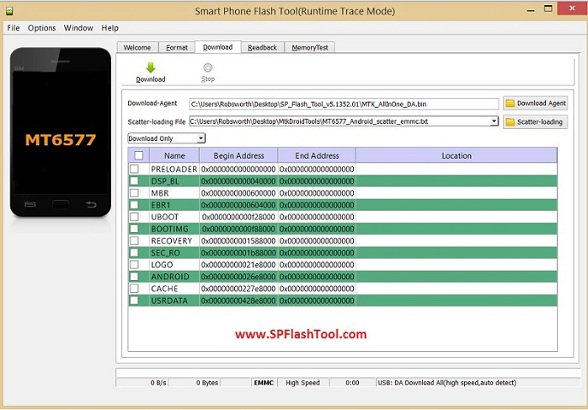 Smart Phone Flash Tool(Runtime Trace Mode)
File Options Window Help
Welcome Format Download Readback MemoryTest
Download Stop
Download-Agent C:\Users\Robsworth\Desktop\SP_Flash_Tool_v5.1352.01\MTK_AllInOne_DA.bin Download Agent
Scatter-loading File C:\Users\Robsworth\Desktop\MtkDroidTools\MT6577_Android_scatter_emmc.txt Scatter-loading
Download Only
Name Begin Address End Address Location
PRELOADER 0x0000000000000000 0x0000000000000000
DSP_BL 0x0000000000040000 0x0000000000000000
MBR 0x0000000000600000 0x0000000000000000
EBR1 0x0000000000604000 0x0000000000000000
UBOOT 0x0000000000f28000 0x0000000000000000
BOOTIMG 0x0000000000f88000 0x0000000000000000
RECOVERY 0x0000000001588000 0x0000000000000000
SEC_RO 0x0000000001b88000 0x0000000000000000
LOGO 0x00000000021e8000 0x0000000000000000
ANDROID 0x00000000026e8000 0x0000000000000000
CACHE 0x00000000227e8000 0x0000000000000000
USRDATA 0x00000000428e8000 0x0000000000000000
MT6577
www.SPFlashTool.com
0 B/s 0 Bytes EMMC High Speed 0:00 USB: DA Download All(high speed,auto detect)